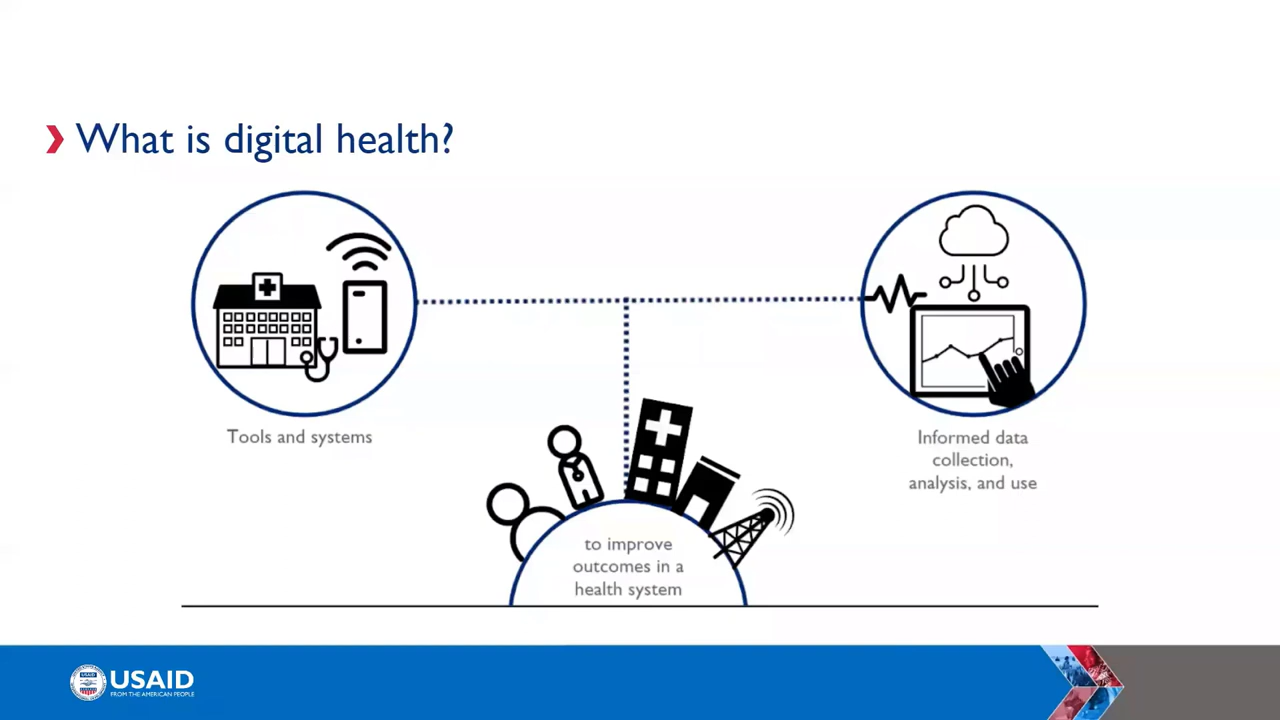 What is digital health?
Tools and systems
Informed data
collection,
analysis, and use
to improve
outcomes in a
health system
USAID
USAID
FROM THE AMERICAN PEOPLE